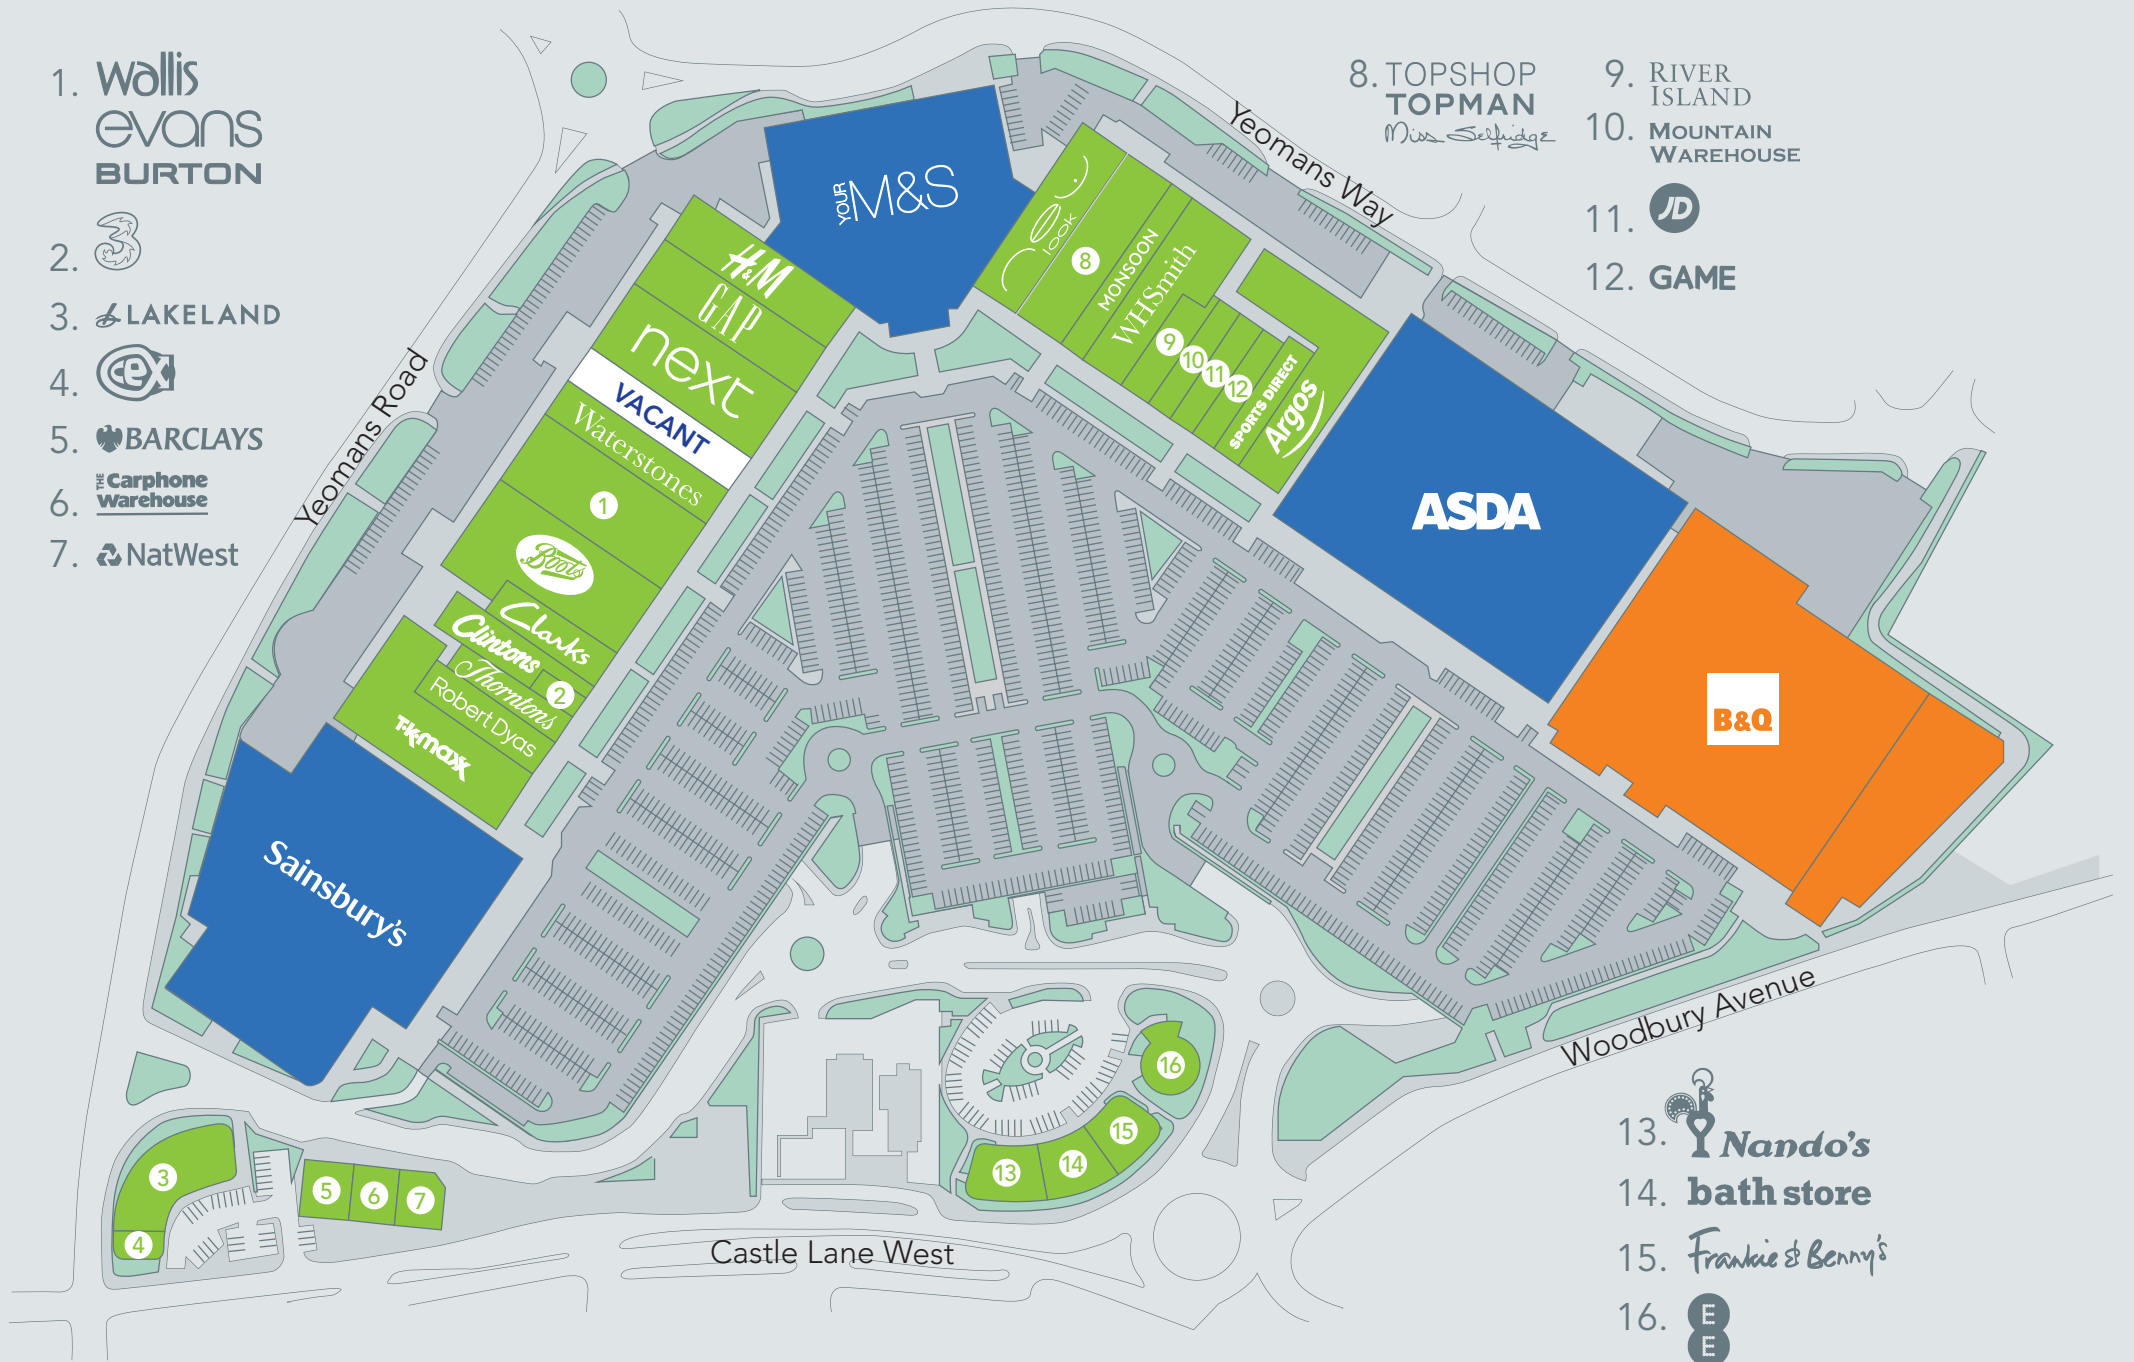 1. Wallis
evans
BURTON
2. 3
3. LAKELAND
4. cex
5. BARCLAYS
6. THE Carphone
Warehouse
7. NatWest
8. TOPSHOP
TOPMAN
Miss Selfridge
9. RIVER
ISLAND
10. MOUNTAIN
WAREHOUSE
11. JD
12. GAME
Yeomans Way
Yeomans Road
YOUR M&S
H&M
GAP
next
VACANT
Waterstones
1
Boots
Clarks
Clintons
2
Thorntons
Robert Dyas
TK maxx
Sainsbury's
look
8
MONSOON
WHSmith
9
10
11
12
SPORTS DIRECT
Argos
ASDA
B&Q
3
4
5
6
7
13
14
15
16
Castle Lane West
Woodbury Avenue
13. Nando's
14. bath store
15. Frankie & Benny's
16. E
E